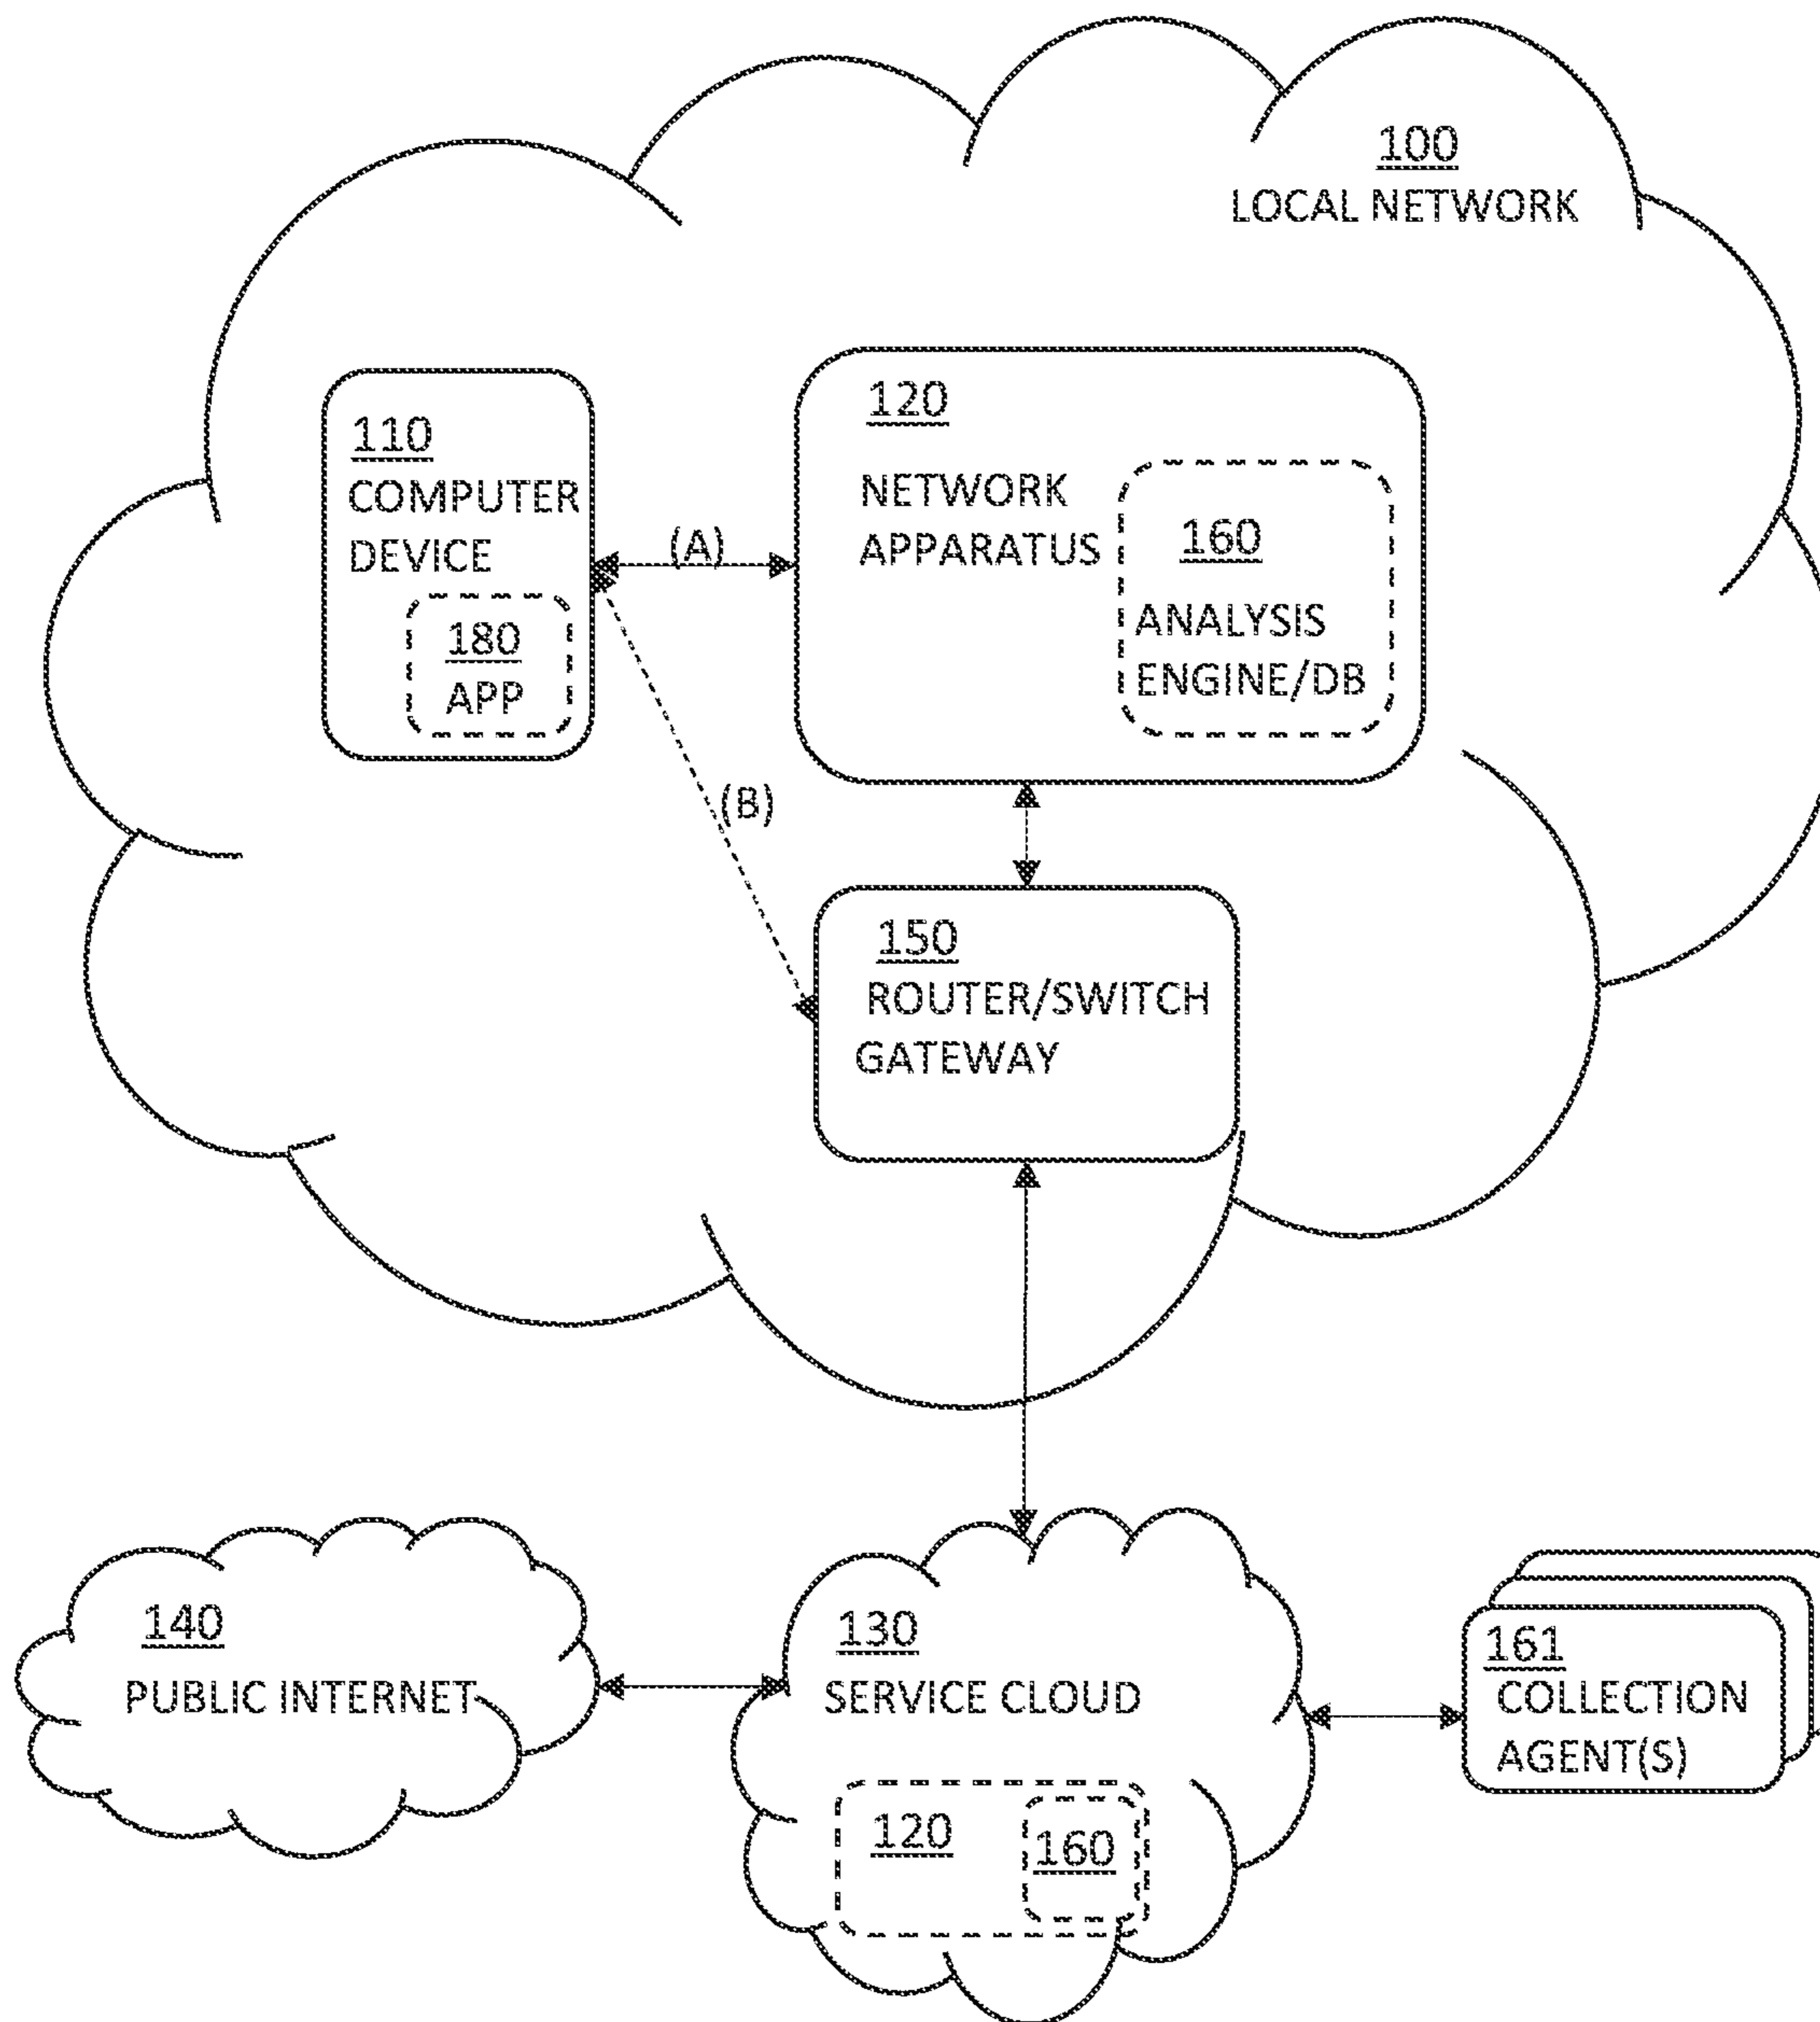 100
LOCAL NETWORK
110
COMPUTER
DEVICE
180
APP
(A)
120
NETWORK
APPARATUS
160
ANALYSIS
ENGINE/DB
(B)
150
ROUTER/SWITCH
GATEWAY
140
PUBLIC INTERNET
130
SERVICE CLOUD
120
160
161
COLLECTION
AGENT(S)